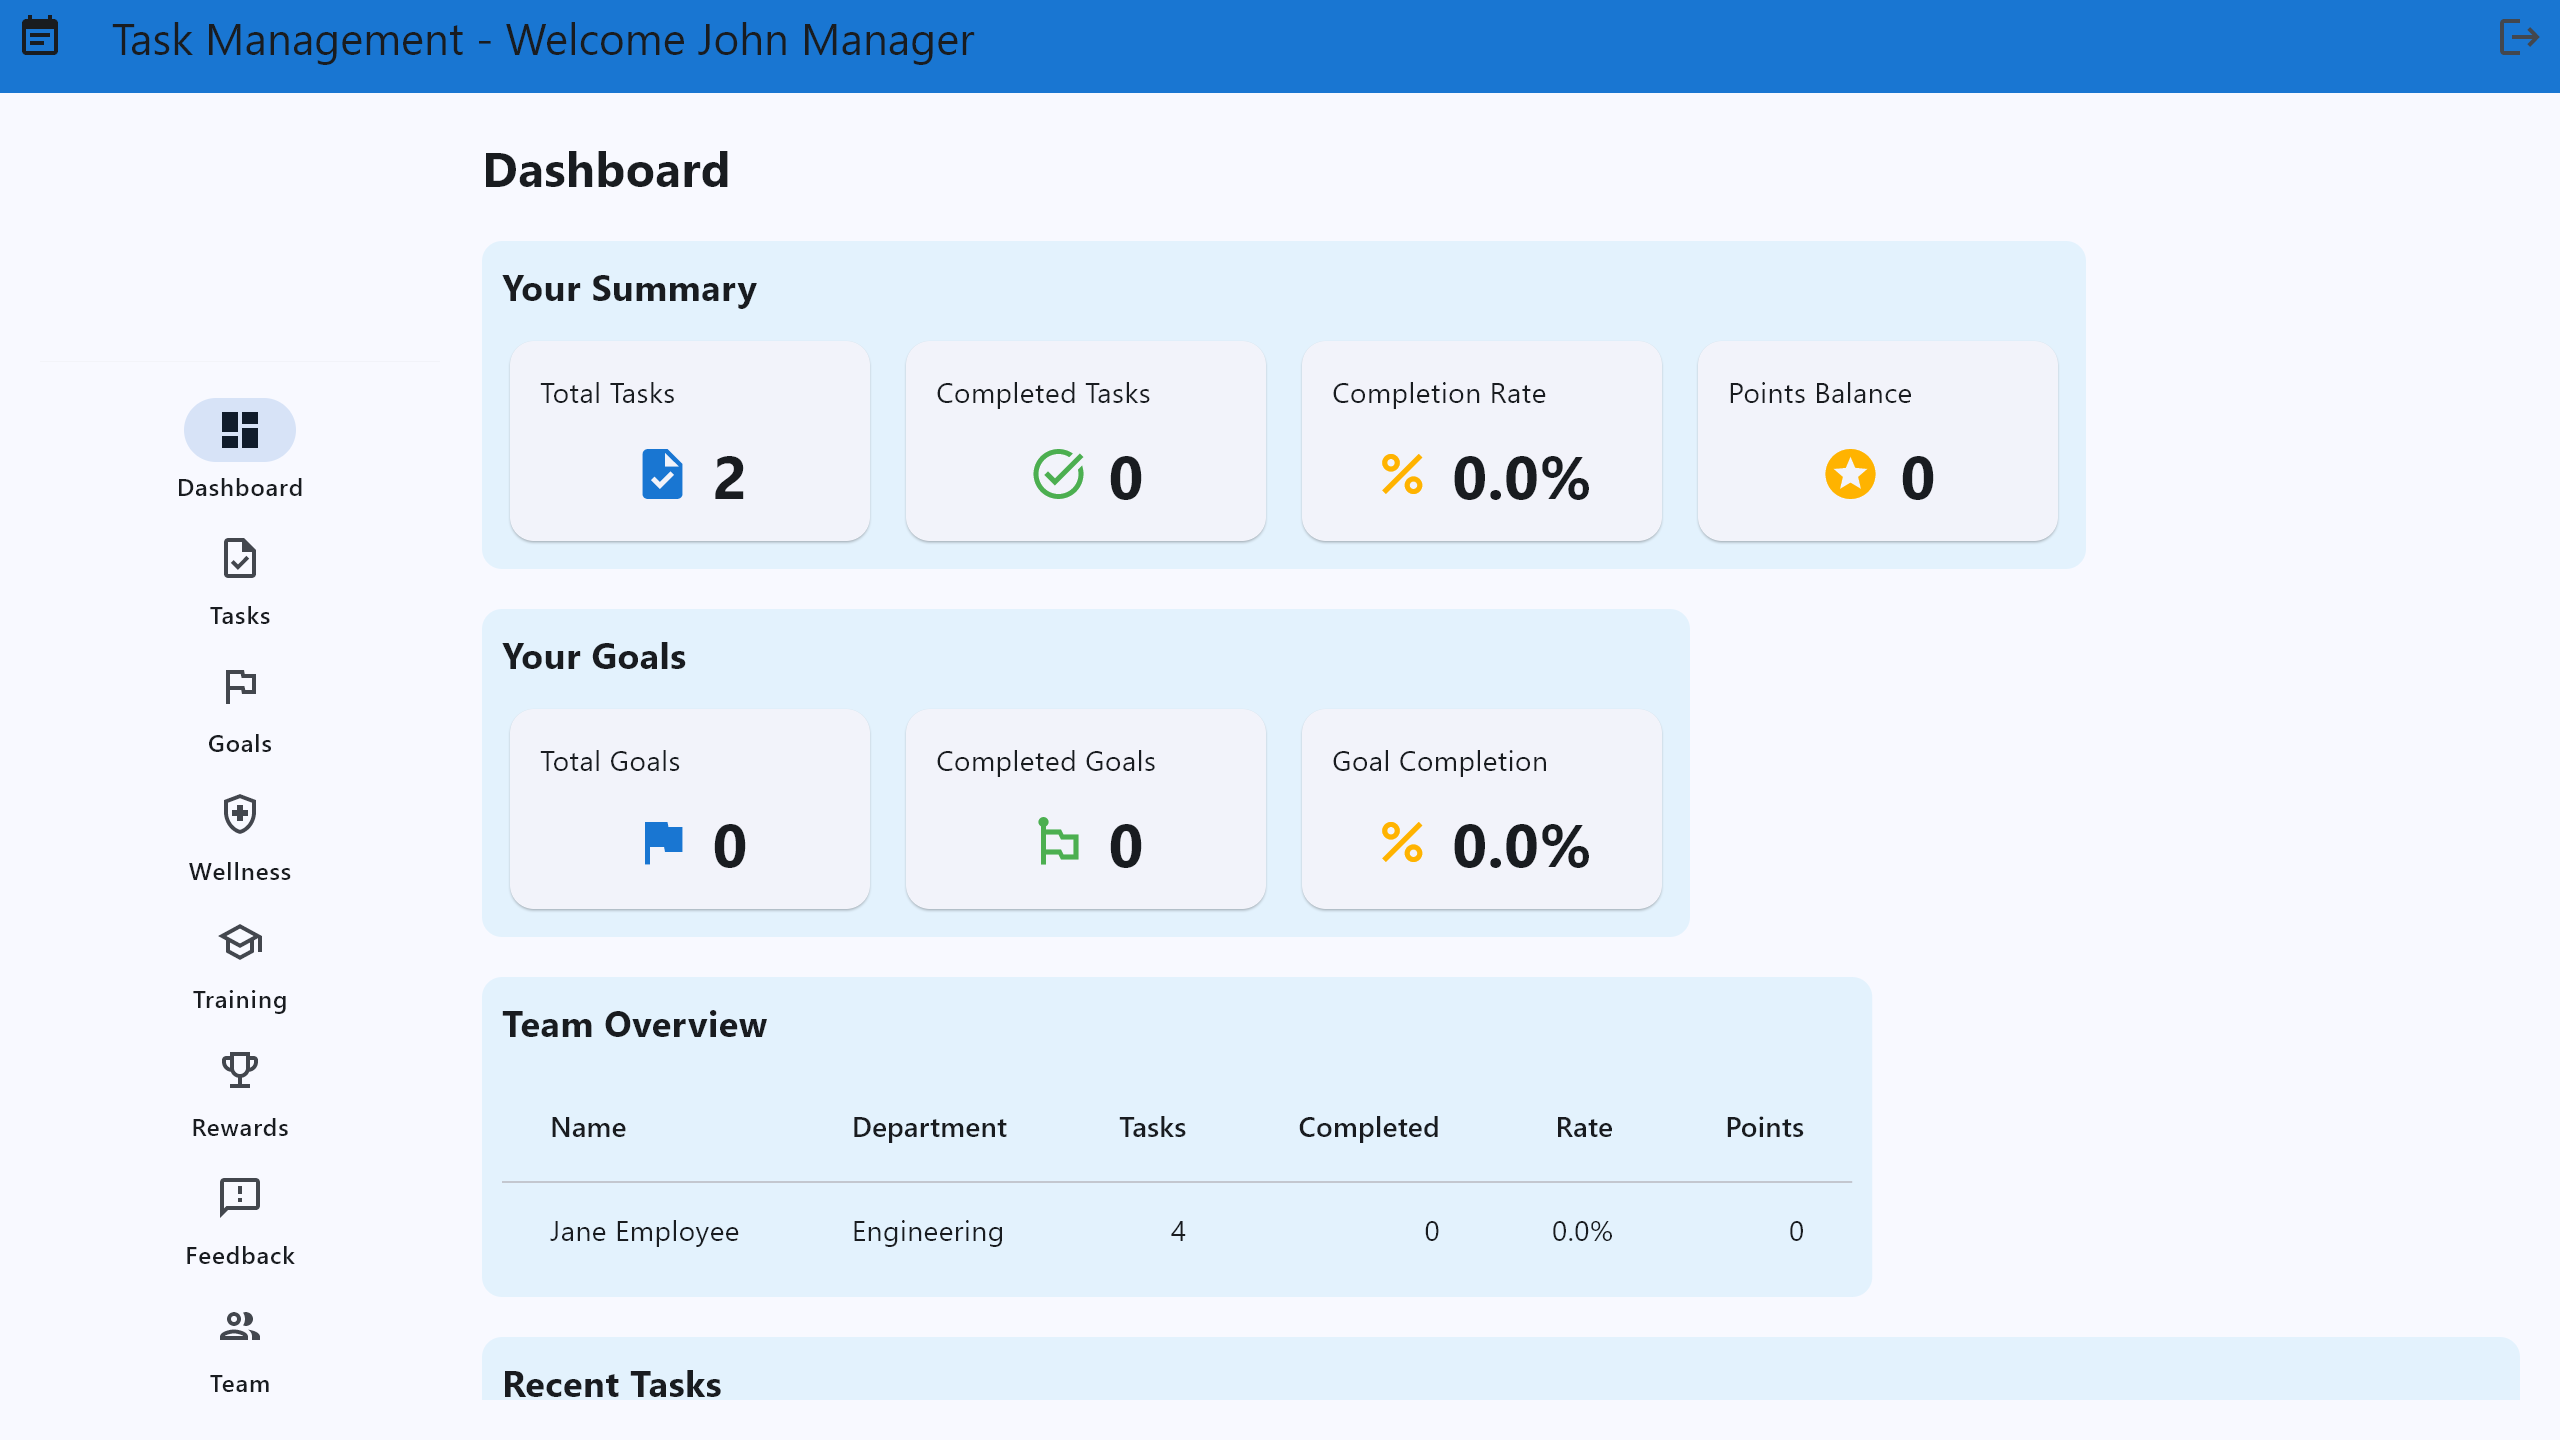 Task Management - Welcome John Manager
Dashboard
Tasks
Goals
Wellness
Training
Rewards
Feedback
Team
Dashboard
Your Summary
Total Tasks
2
Completed Tasks
0
Completion Rate
0.0%
Points Balance
0
Your Goals
Total Goals
0
Completed Goals
0
Goal Completion
0.0%
Team Overview
Name Department Tasks Completed Rate Points
Jane Employee Engineering 4 0 0.0% 0
Recent Tasks